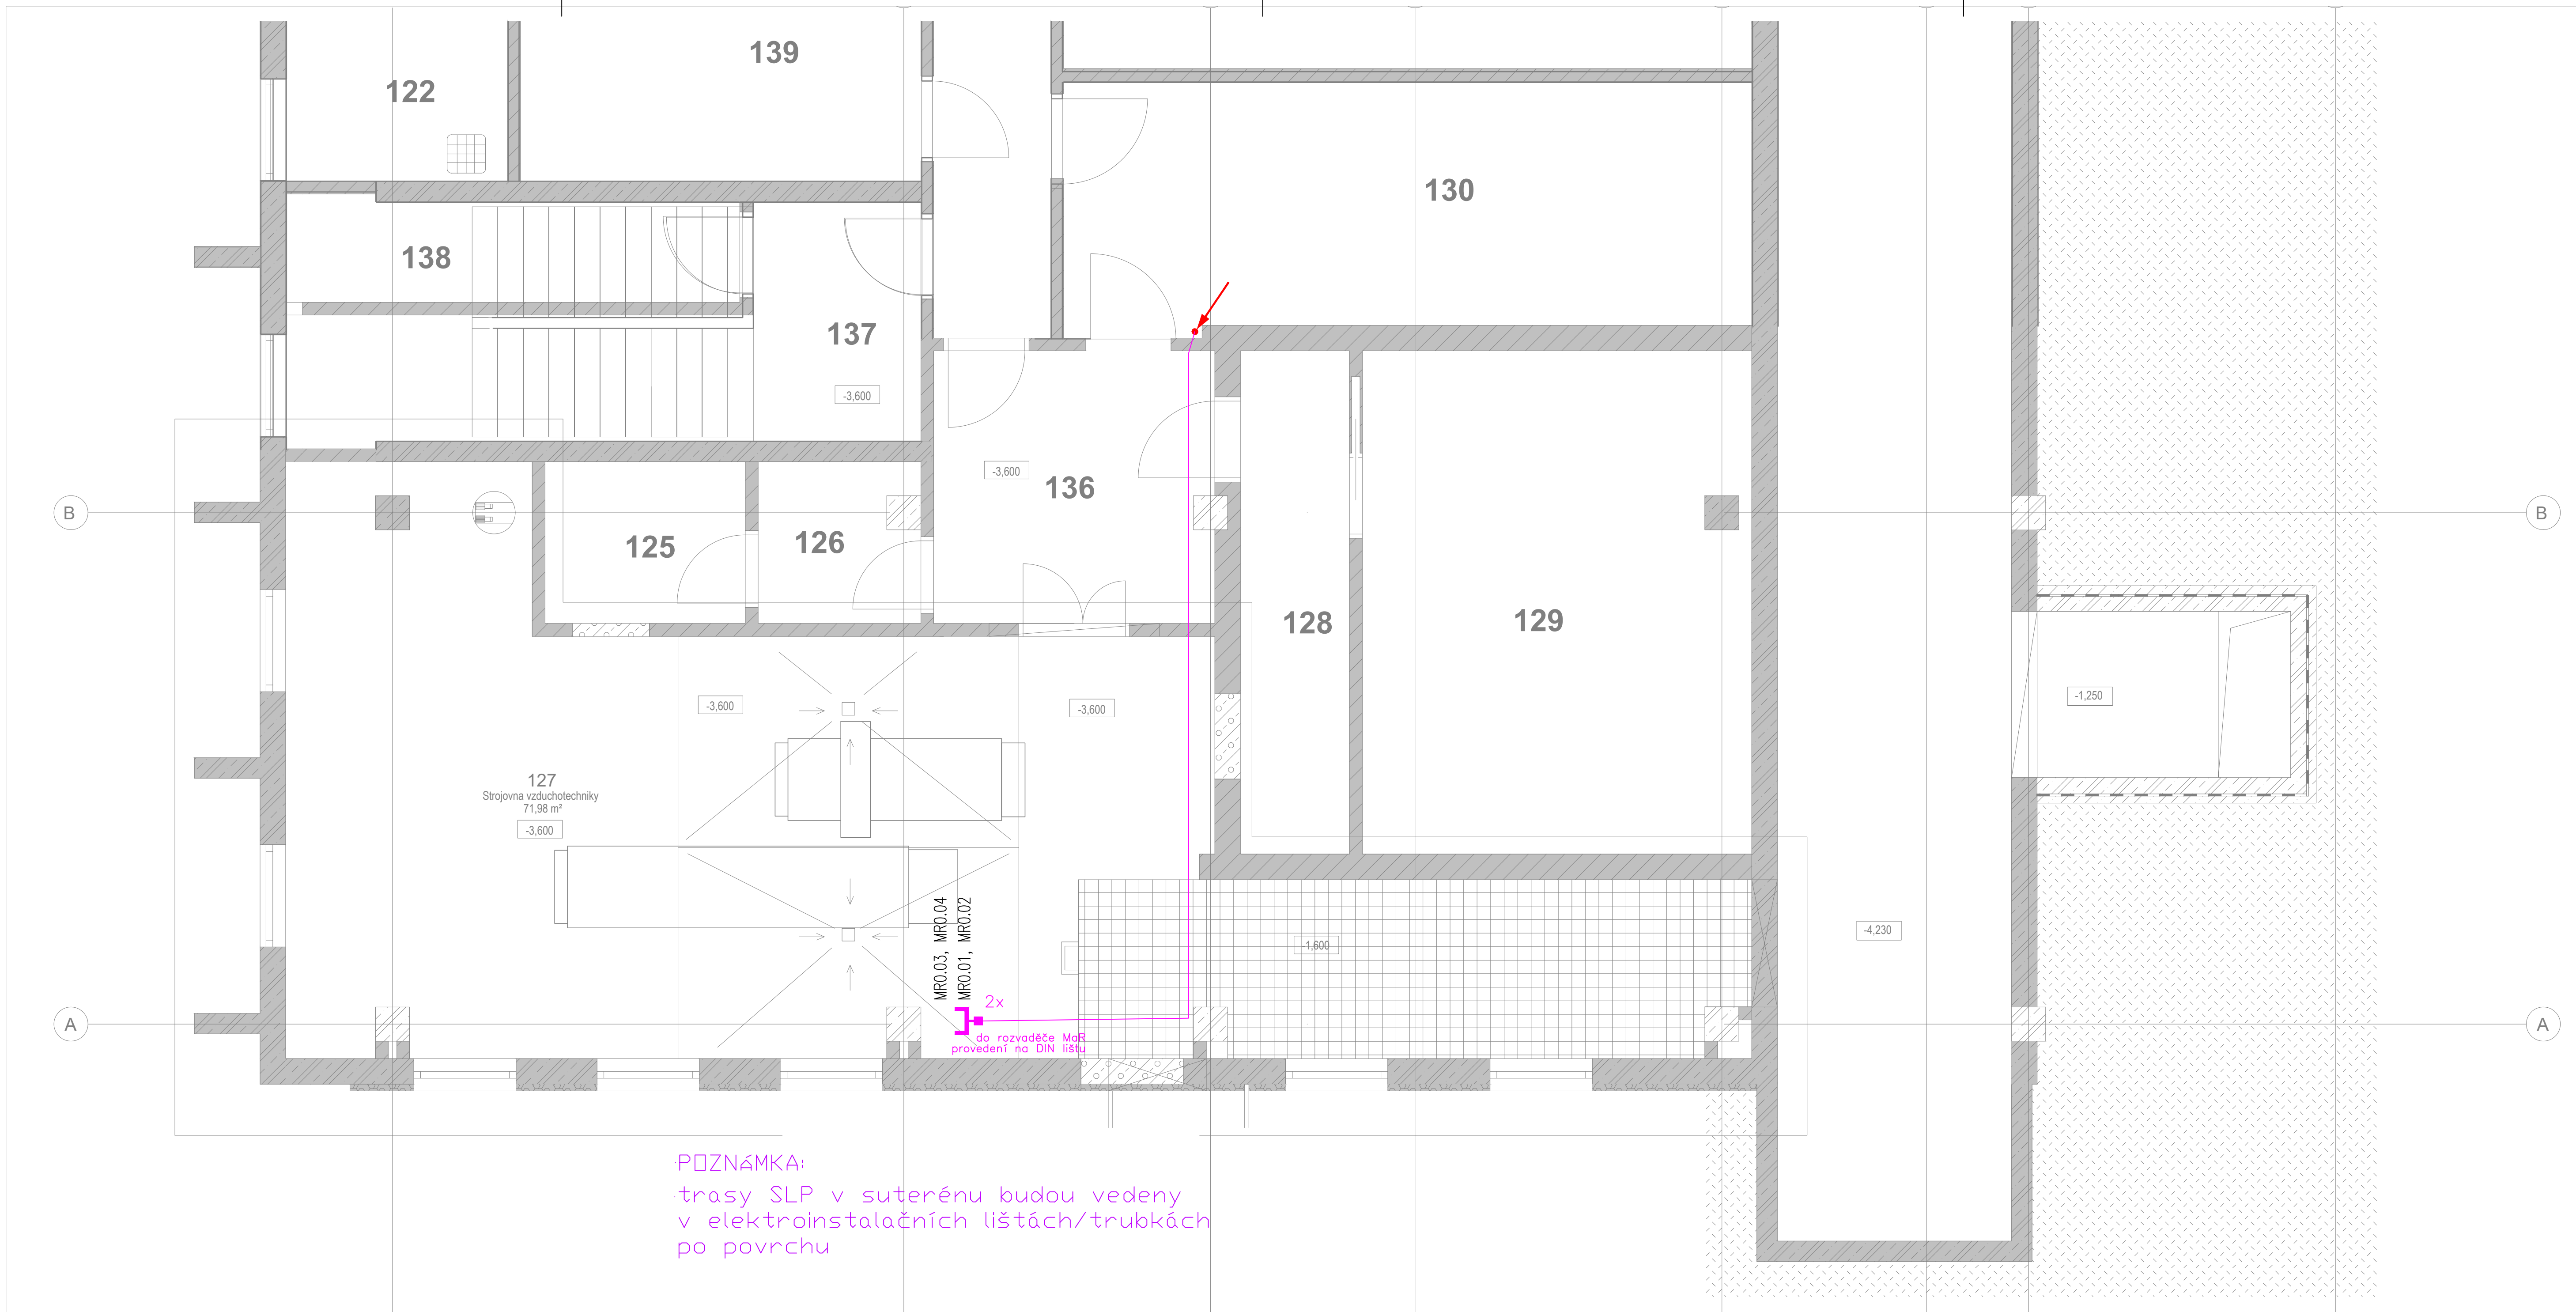 139
122
130
138
137
-3,600
-3,600
136
B
B
125
126
128
129
-3,600
-3,600
-1,250
127
Strojovna vzduchotechniky
71,98 m²
-3,600
MR0.03, MR0.04
MR0.01, MR0.02
-4,230
-1,600
2x
A
A
do rozvaděče MaR
provedení na DIN lištu
POZNáMKA:
trasy SLP v suterénu budou vedeny
v elektroinstalačních lištách/trubkách
po povrchu